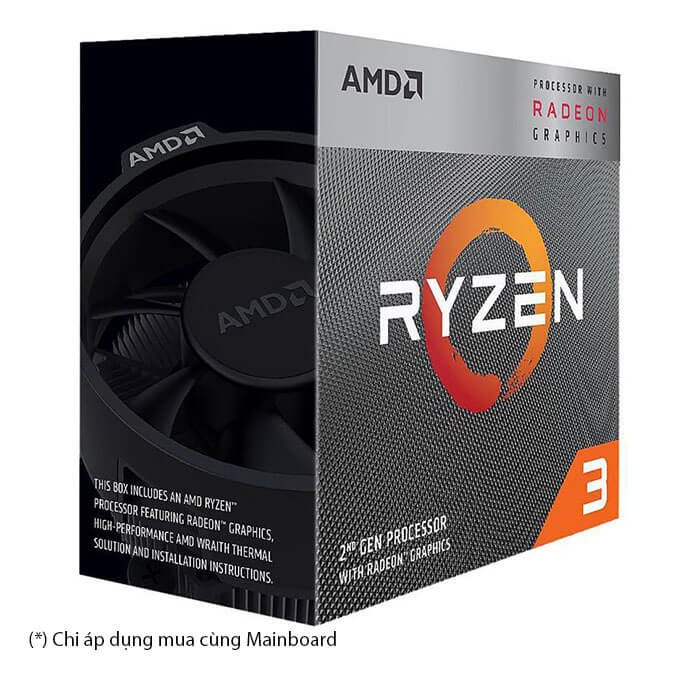 AMD
PROCESSOR WITH
RADEON
GRAPHICS
AMD
AMD
RYZEN
3
2ND GEN PROCESSOR
WITH RADEON™ GRAPHICS
THIS BOX INCLUDES AN AMD RYZEN™
PROCESSOR FEATURING RADEON™ GRAPHICS,
HIGH-PERFORMANCE AMD WRAITH THERMAL
SOLUTION AND INSTALLATION INSTRUCTIONS.
(*) Chi áp dụng mua cùng Mainboard